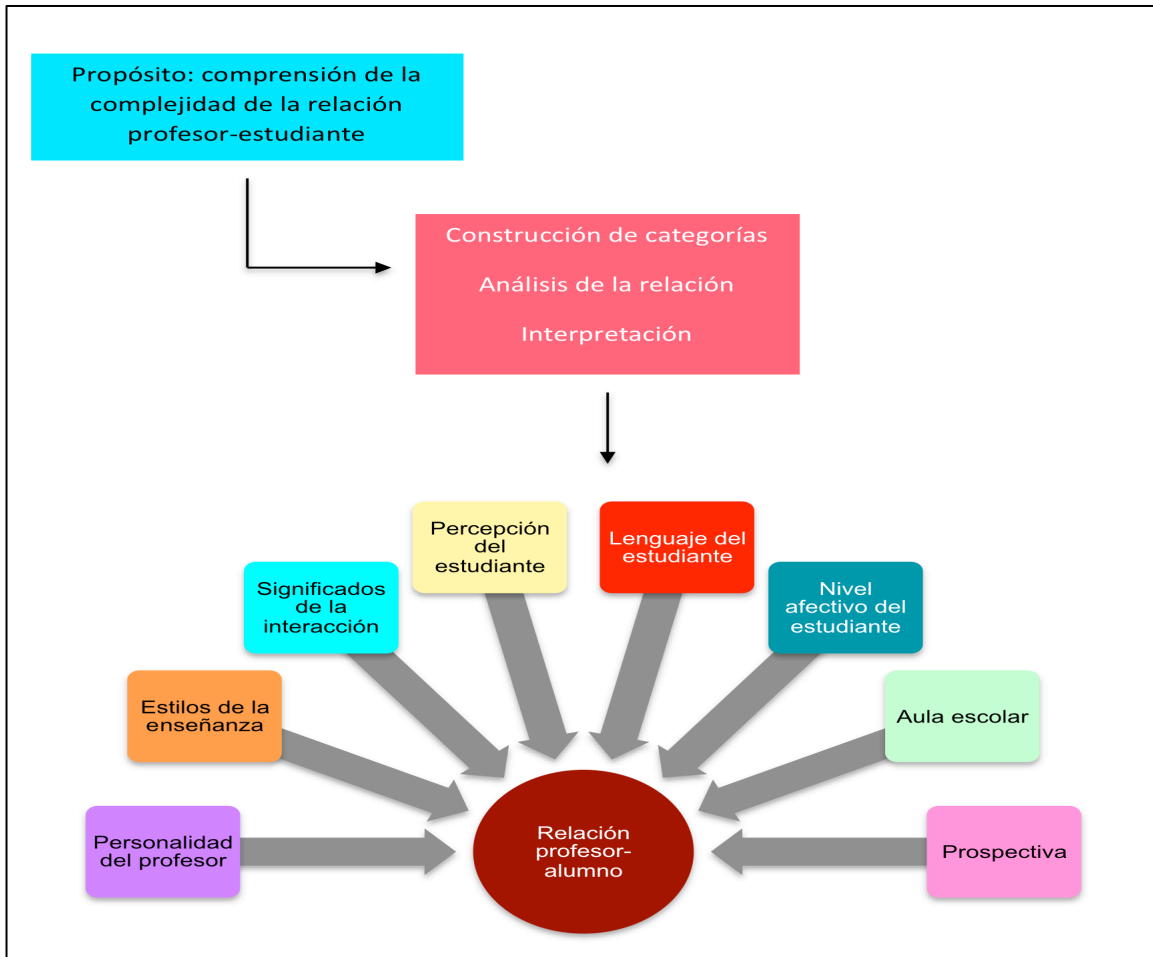 Propósito: comprensión de la
complejidad de la relación
profesor-estudiante
Construcción de categorías
Análisis de la relación
Interpretación
Percepción
del
estudiante
Lenguaje del
estudiante
Significados
de la
interacción
Nivel
afectivo del
estudiante
Estilos de la
enseñanza
Aula escolar
Personalidad
del profesor
Relación
profesor-
alumno
Prospectiva